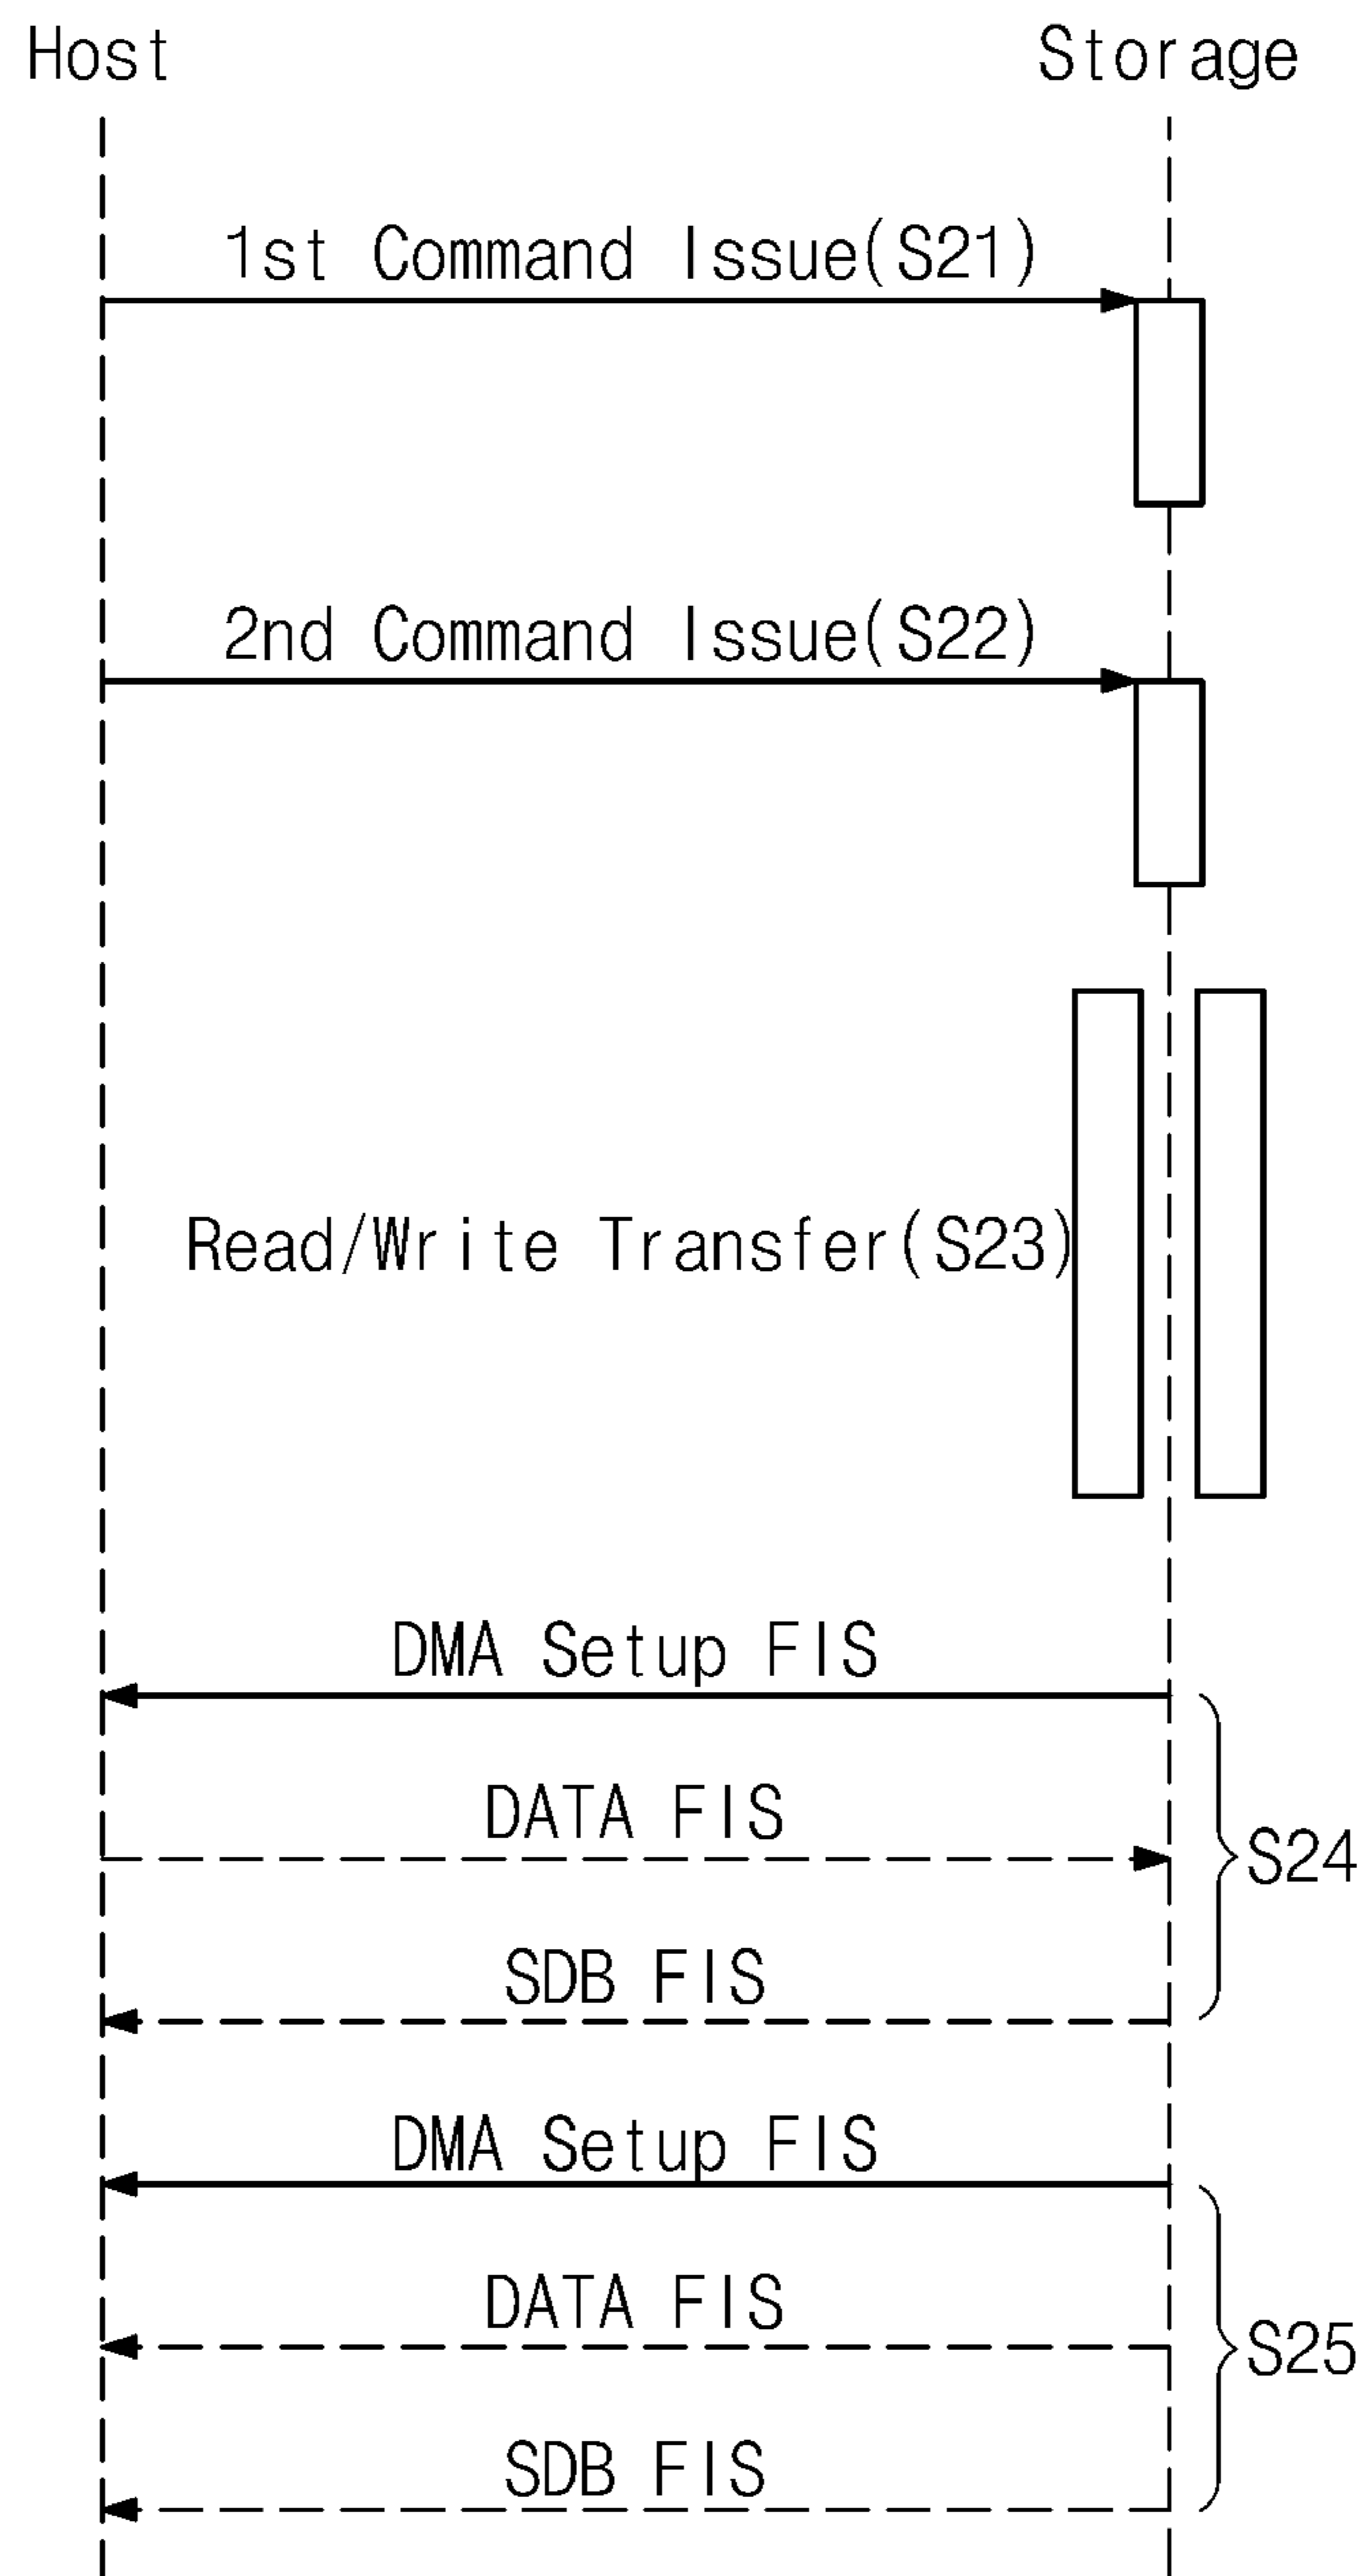 Host Storage
1st Command Issue(S21)
2nd Command Issue(S22)
Read/Write Transfer(S23)
DMA Setup FIS
DATA FIS
S24
SDB FIS
DMA Setup FIS
DATA FIS
S25
SDB FIS